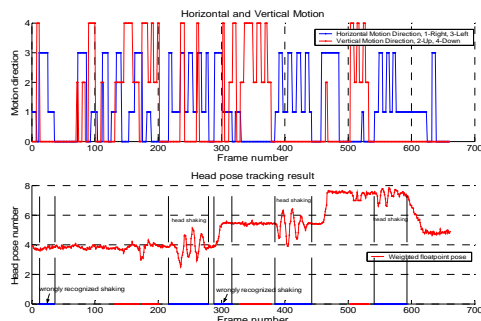 Horizontal and Vertical Motion
Horizontal Motion Direction, 1-Right, 3-Left
Vertical Motion Direction, 2-Up, 4-Down
Motion direction
4
3
2
1
0
0 100 200 300 400 500 600 700
Frame number
Head pose tracking result
Head pose number
8
6
4
2
0
head shaking
head shaking
head shaking
Weighted floatpoint pose
wrongly recognized shaking
wrongly recognized shaking
0 100 200 300 400 500 600 700
Frame number